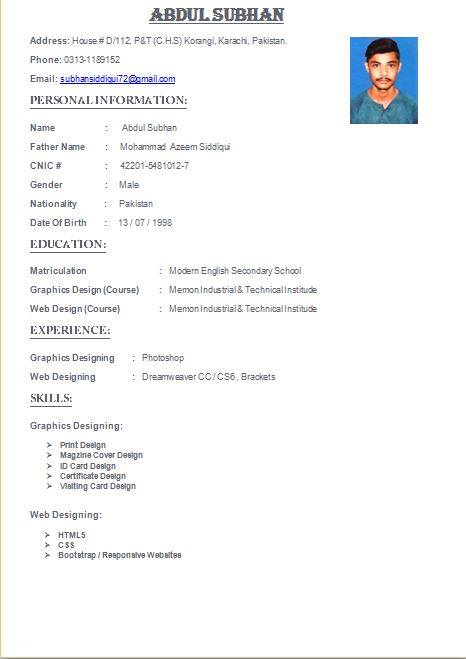 ABDUL SUBHAN
Address: House # D/112, P&T (C.H.S) Korangi, Karachi, Pakistan.
Phone: 0313-1189152
Email: subhansiddiqui72@gmail.com
PERSONAL INFORMATION:
Name : Abdul Subhan
Father Name : Mohammad Azeem Siddiqui
CNIC # : 42201-5481012-7
Gender : Male
Nationality : Pakistan
Date Of Birth : 13 / 07 / 1998
EDUCATION:
Matriculation : Modern English Secondary School
Graphics Design (Course) : Memon Industrial & Technical Institude
Web Design (Course) : Memon Industrial & Technical Institude
EXPERIENCE:
Graphics Designing : Photoshop
Web Designing : Dreamweaver CC / CS6 , Brackets
SKILLS:
Graphics Designing:
➢ Print Design
➢ Magzine Cover Design
➢ ID Card Design
➢ Certificate Design
➢ Visiting Card Design
Web Designing:
➢ HTML5
➢ CSS
➢ Bootstrap / Responsive Websites